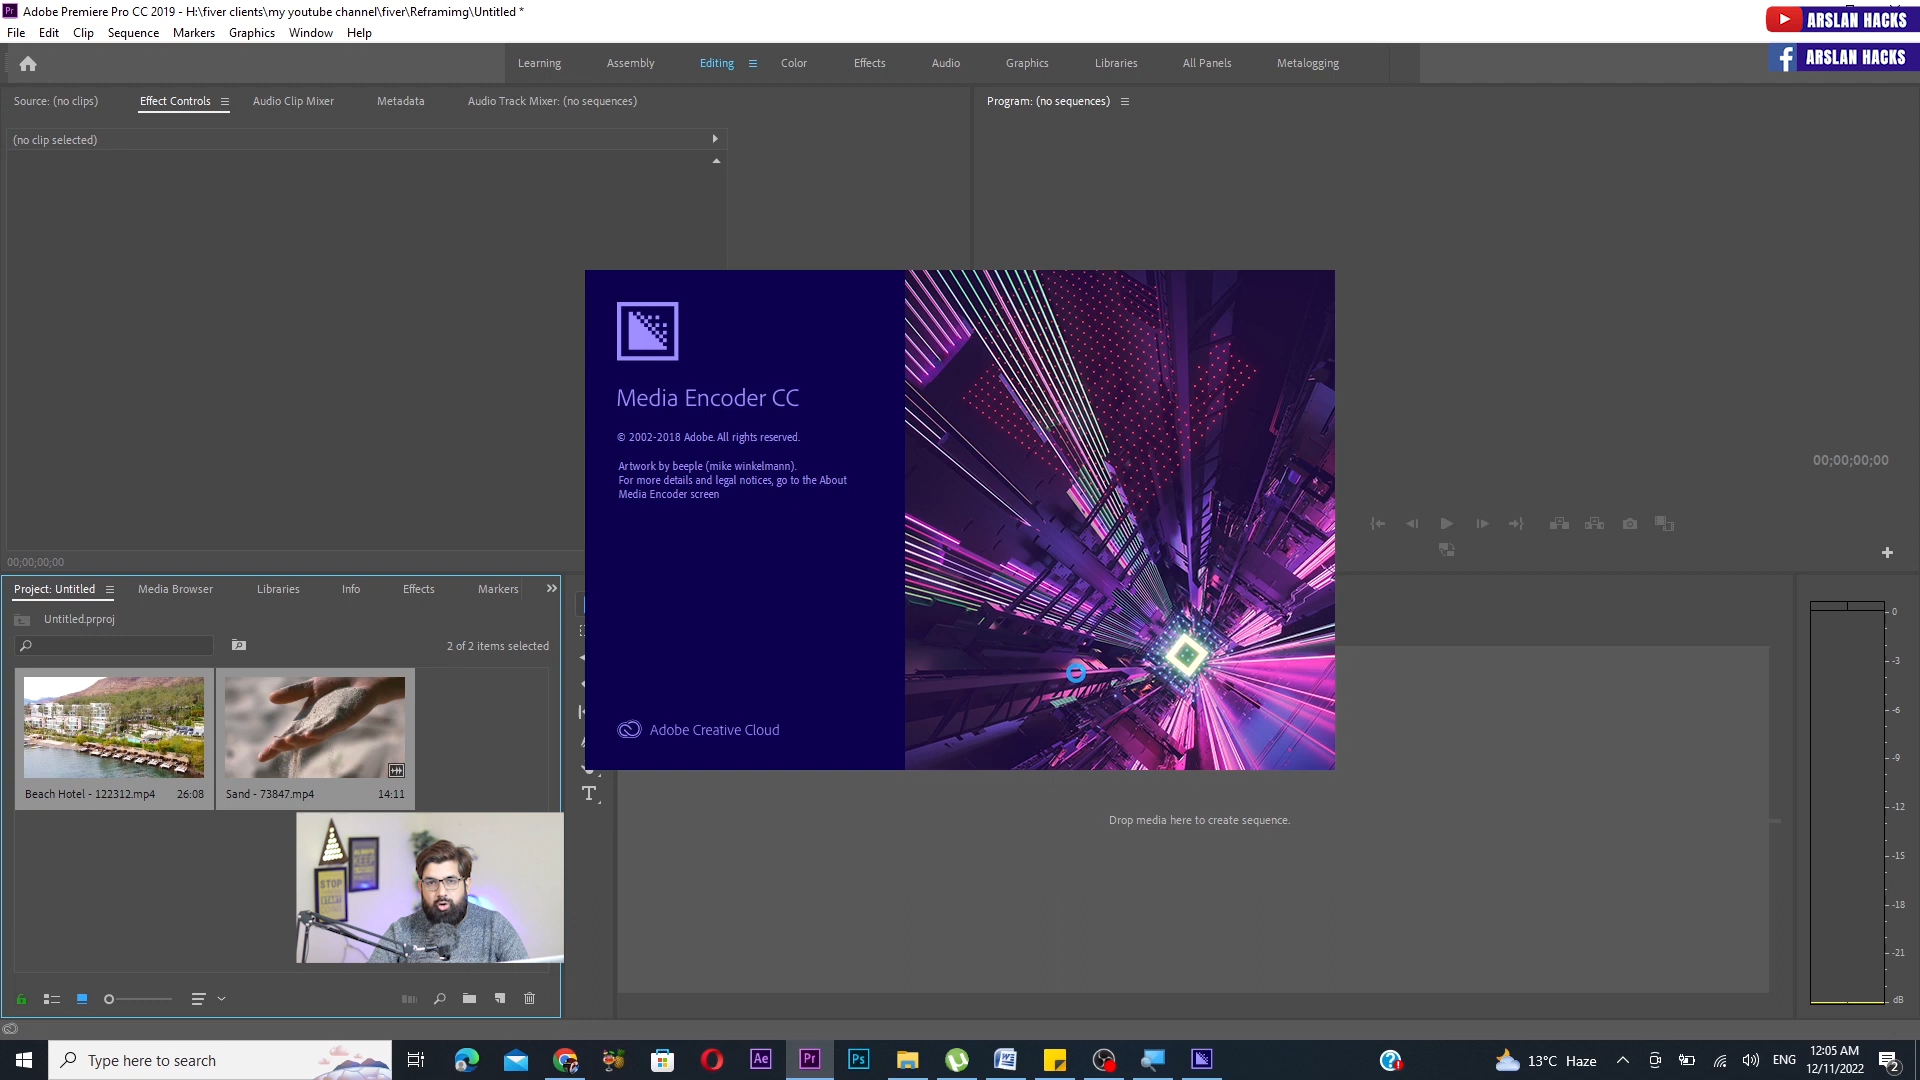 Adobe Premiere Pro CC 2019 - H:\fiver clients\my youtube channel\fiver\Reframimg\Untitled *
ARSLAN HACKS
File Edit Clip Sequence Markers Graphics Window Help
ARSLAN HACKS
Learning Assembly Editing Color Effects Audio Graphics Libraries All Panels Metalogging
Source: (no clips) Effect Controls Audio Clip Mixer Metadata Audio Track Mixer: (no sequences)
Program: (no sequences)
(no clip selected)
Media Encoder CC
© 2002-2018 Adobe. All rights reserved.
Artwork by beeple (mike winkelmann).
For more details and legal notices, go to the About
Media Encoder screen
Adobe Creative Cloud
00;00;00;00
00;00;00;00
Project: Untitled Media Browser Libraries Info Effects Markers
Untitled.prproj
2 of 2 items selected
Beach Hotel - 122312.mp4 26:08
Sand - 73847.mp4 14:11
STOP
START
T
Drop media here to create sequence.
0
-3
-6
-9
-12
-15
-18
-21
dB
Type here to search
Ae Pr Ps
13°C Haze
ENG
12:05 AM
12/11/2022
2